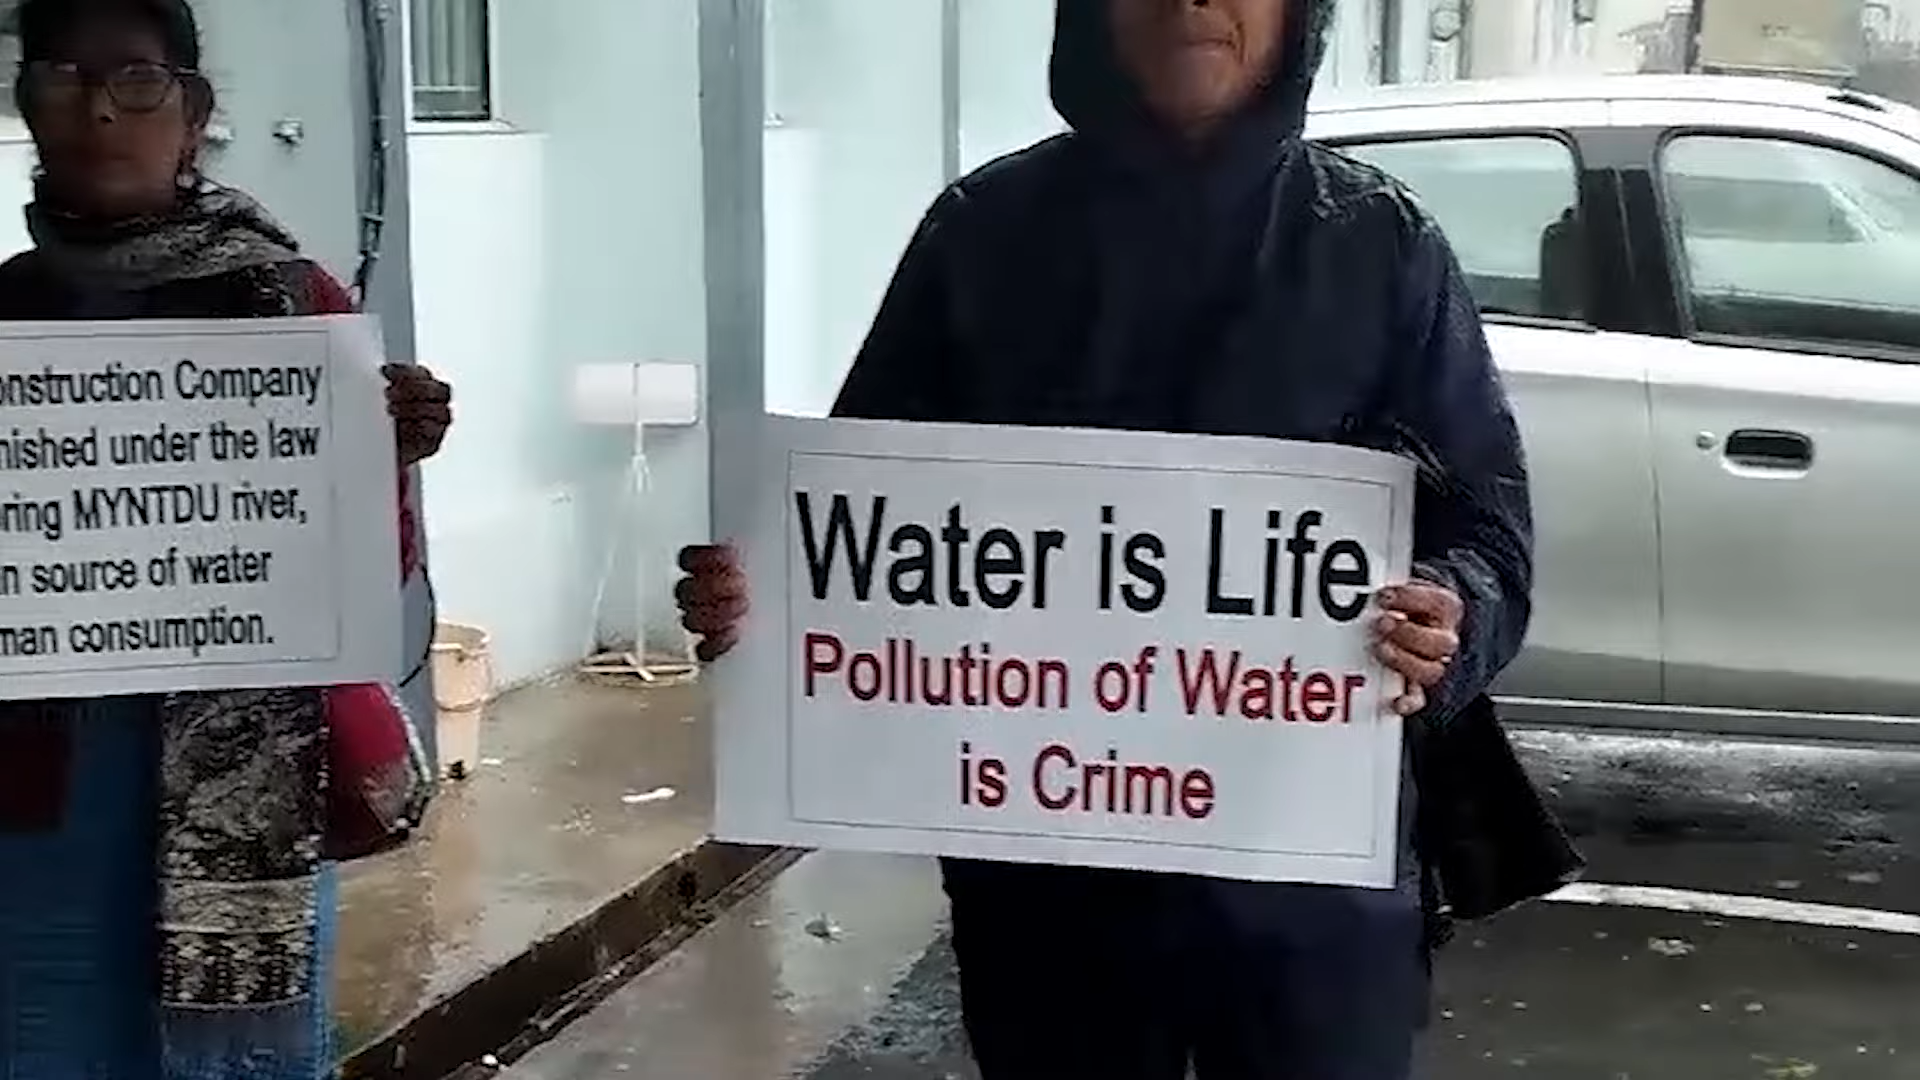 onstruction Company
nished under the law
ring MYNTDU river,
n source of water
man consumption.
Water is Life
Pollution of Water
is Crime